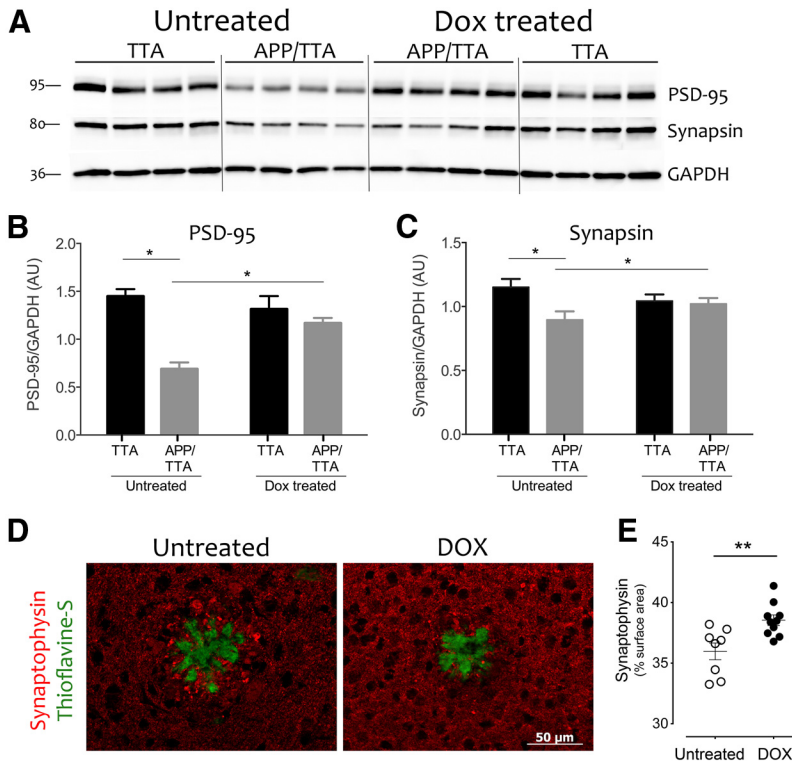 A
Untreated
Dox treated
TTA
APP/TTA
APP/TTA
TTA
95
PSD-95
80
Synapsin
36
GAPDH
B
PSD-95
PSD-95/GAPDH (AU)
2.0
1.5
1.0
0.5
0.0
*
*
TTA
APP/
TTA
TTA
APP/
TTA
Untreated
Dox treated
C
Synapsin
Synapsin/GAPDH (AU)
1.5
1.0
0.5
0.0
*
*
TTA
APP/
TTA
TTA
APP/
TTA
Untreated
Dox treated
D
Untreated
DOX
Synaptophysin
Thioflavine-S
50 µm
E
Synaptophysin
(% surface area)
45
40
35
30
**
Untreated
DOX